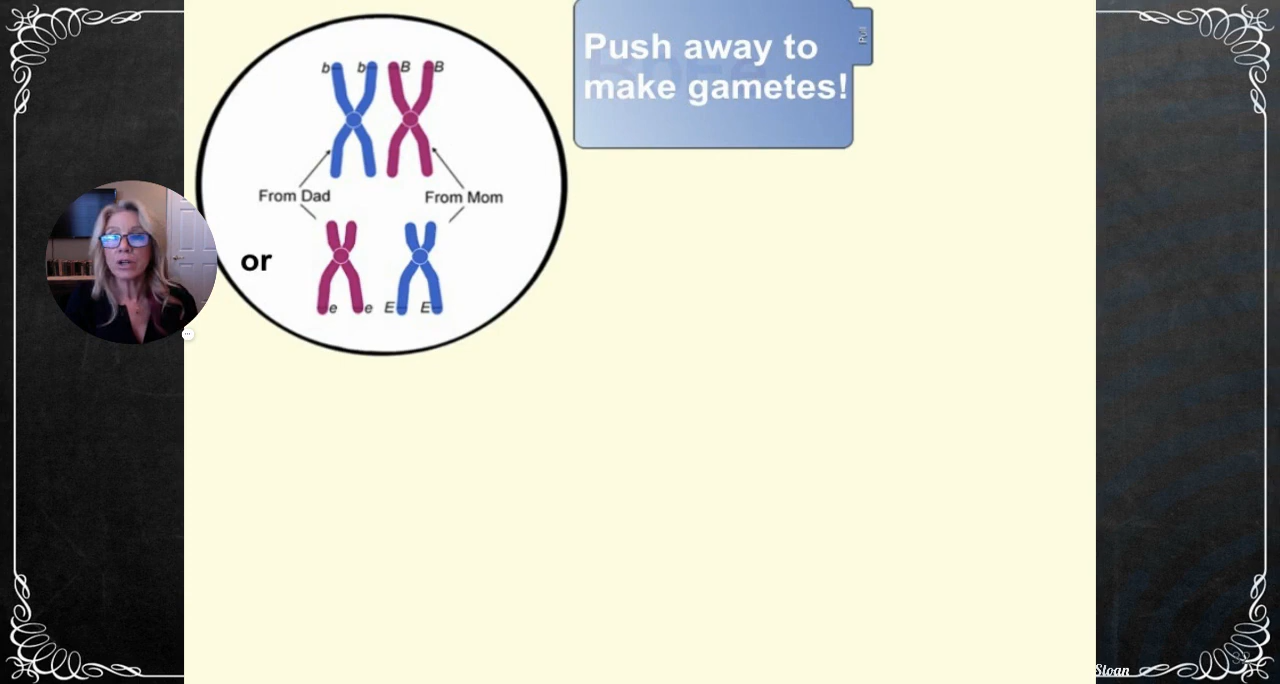 b b B B
From Dad From Mom
or
e e E E
Push away to
make gametes!
Pull
Sloan